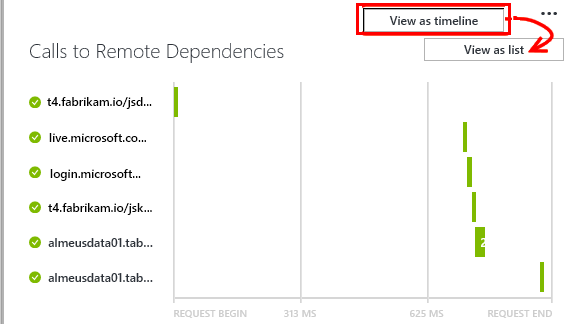 View as timeline
...
View as list
Calls to Remote Dependencies
t4.fabrikam.io/jsd...
live.microsoft.co...
login.microsoft...
t4.fabrikam.io/jsk...
almeusdata01.tab...
2
almeusdata01.tab...
REQUEST BEGIN 313 MS 625 MS REQUEST END